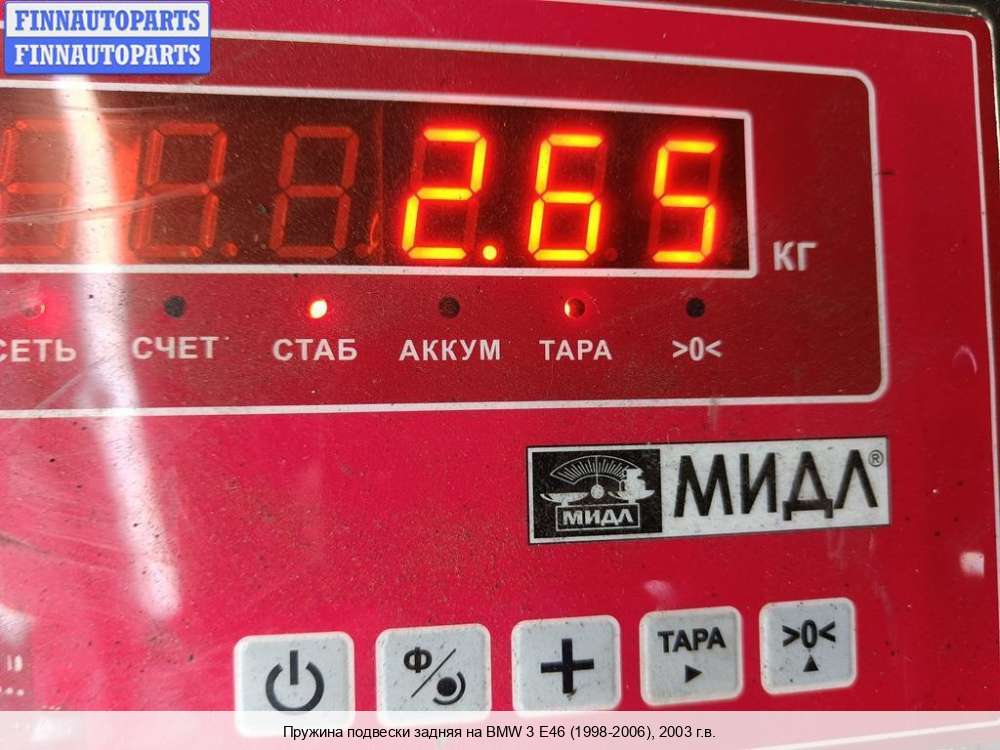 FINNAUTOPARTS
FINNAUTOPARTS
2.65
КГ
СЕТЬ СЧЕТ СТАБ АККУМ ТАРА >0<
МИДЛ МИДЛ®
Ф ТАРА >0<
Пружина подвески задняя на BMW 3 E46 (1998-2006), 2003 г.в.